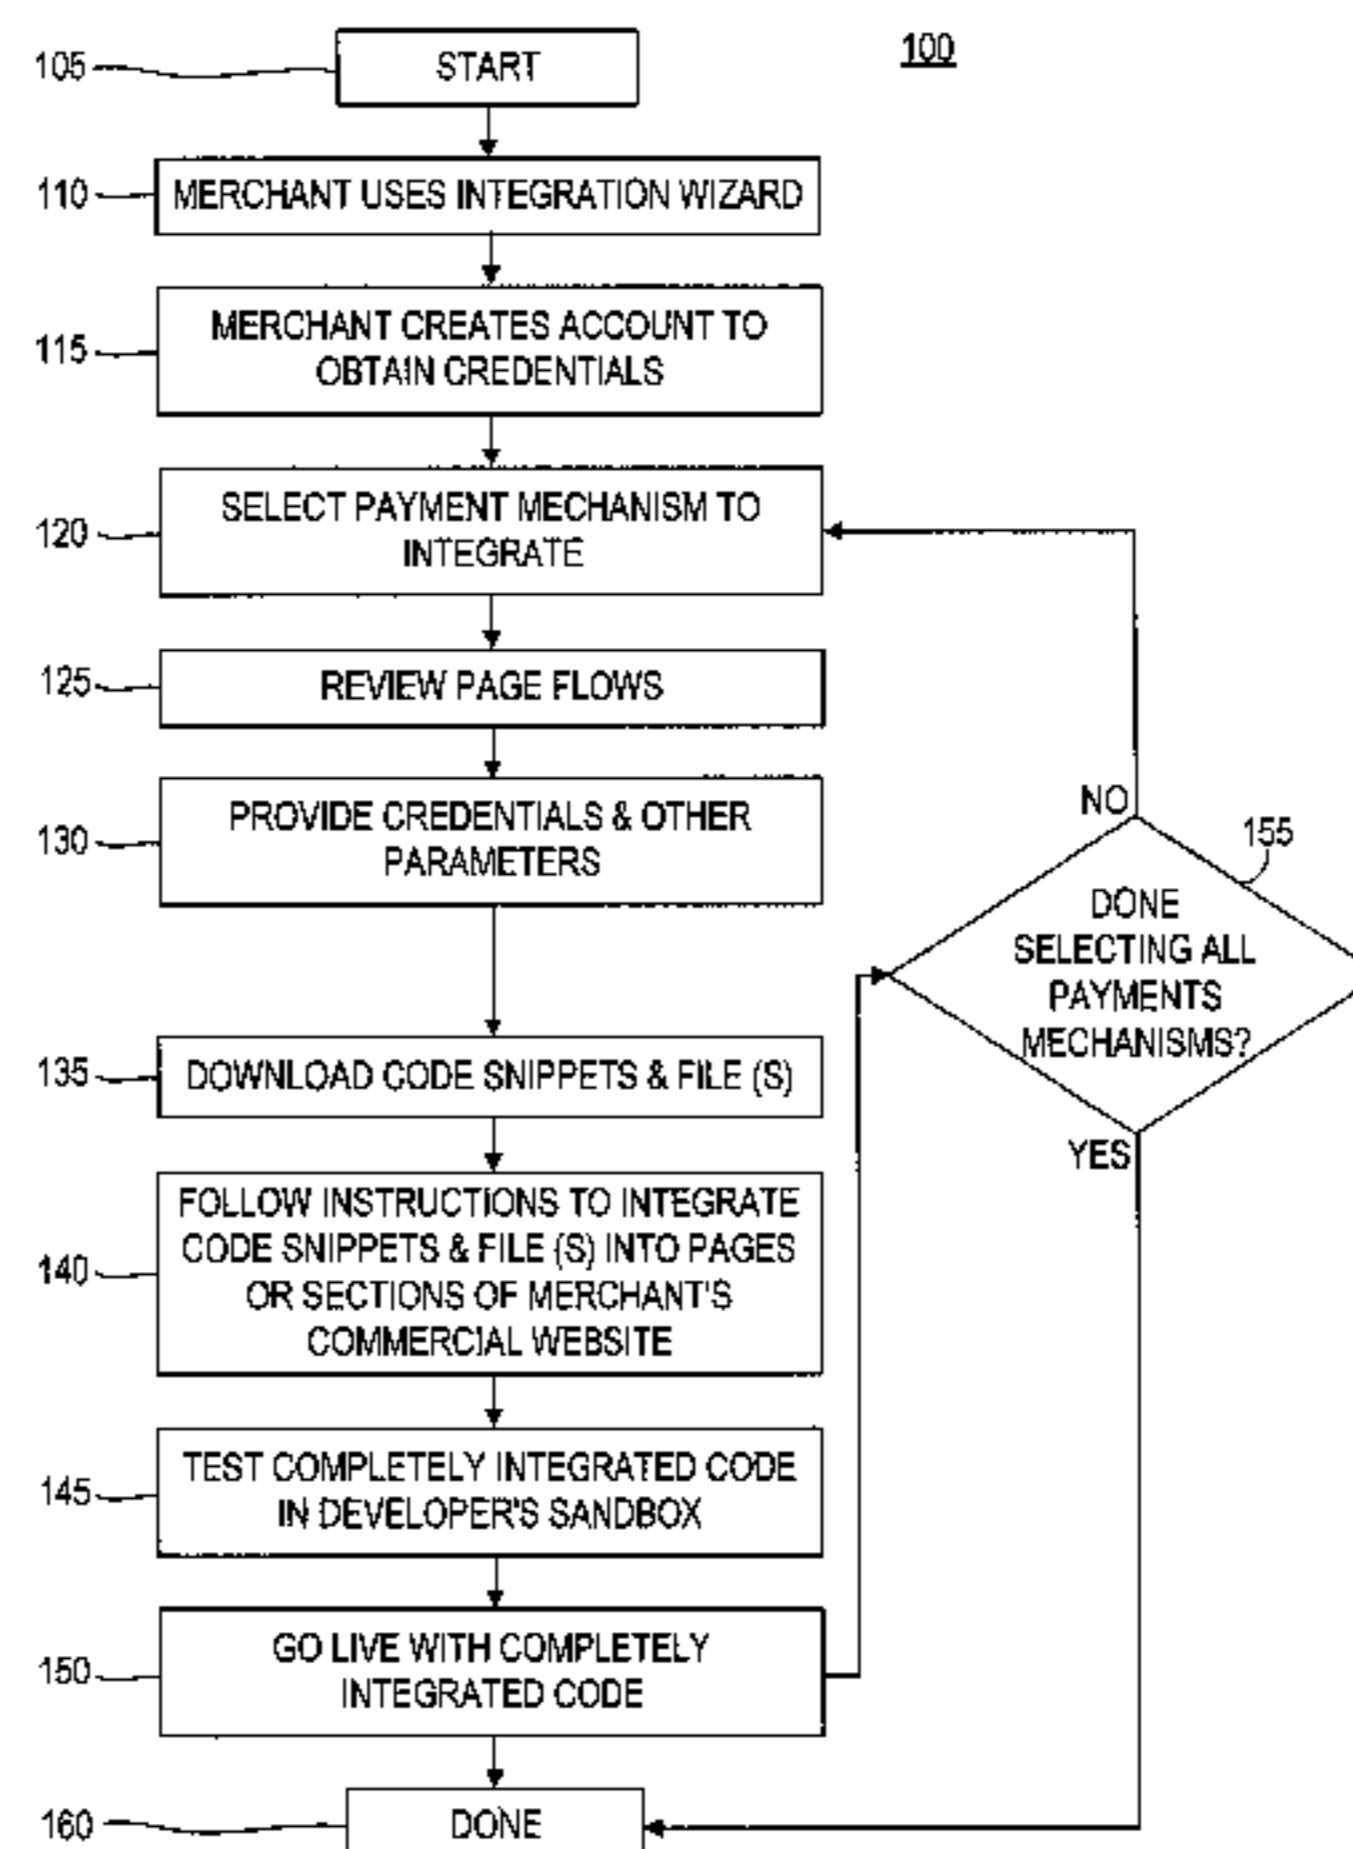 100
105
START
110
MERCHANT USES INTEGRATION WIZARD
115
MERCHANT CREATES ACCOUNT TO
OBTAIN CREDENTIALS
120
SELECT PAYMENT MECHANISM TO
INTEGRATE
125
REVIEW PAGE FLOWS
130
PROVIDE CREDENTIALS & OTHER
PARAMETERS
NO
155
DONE
SELECTING ALL
PAYMENTS
MECHANISMS?
YES
135
DOWNLOAD CODE SNIPPETS & FILE (S)
140
FOLLOW INSTRUCTIONS TO INTEGRATE
CODE SNIPPETS & FILE (S) INTO PAGES
OR SECTIONS OF MERCHANT'S
COMMERCIAL WEBSITE
145
TEST COMPLETELY INTEGRATED CODE
IN DEVELOPER'S SANDBOX
150
GO LIVE WITH COMPLETELY
INTEGRATED CODE
160
DONE